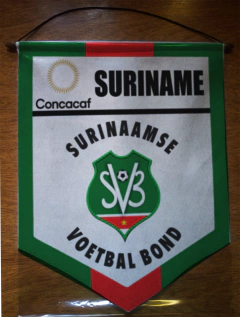 SURINAME
Concacaf
SURINAAMSE
SVB
VOETBAL BOND